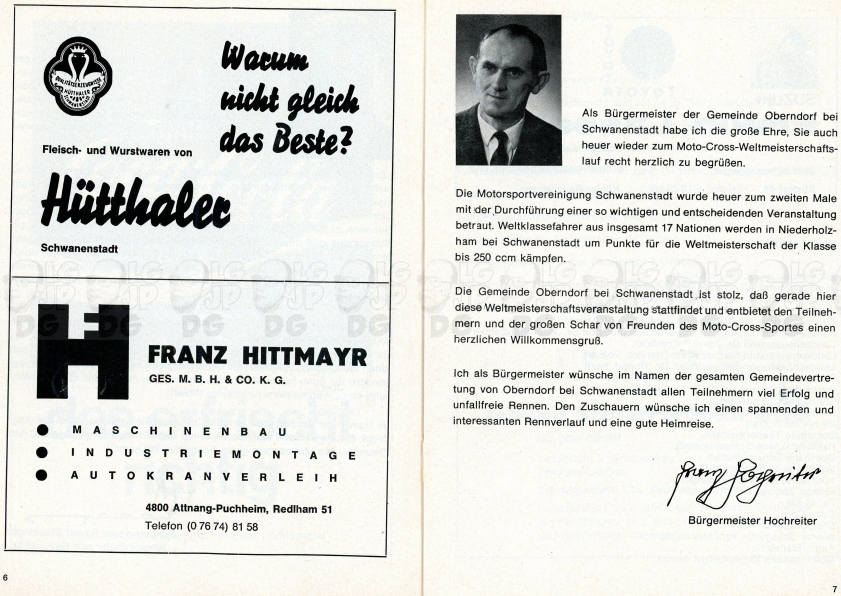 QUALITÄTSERZEUGNISSE
HÜTTHALER
SCHWANENSTADT
Warum
nicht gleich
das Beste?
Fleisch- und Wurstwaren von
Hütthaler
Schwanenstadt
FRANZ HITTMAYR
GES. M. B. H. & CO. K. G.
● MASCHINENBAU
● INDUSTRIEMONTAGE
● AUTOKRANVERLEIH
4800 Attnang-Puchheim, Redlham 51
Telefon (0 76 74) 81 58
6
Als Bürgermeister der Gemeinde Oberndorf bei
Schwanenstadt habe ich die große Ehre, Sie auch
heuer wieder zum Moto-Cross-Weltmeisterschafts-
lauf recht herzlich zu begrüßen.
Die Motorsportvereinigung Schwanenstadt wurde heuer zum zweiten Male
mit der Durchführung einer so wichtigen und entscheidenden Veranstaltung
betraut. Weltklassefahrer aus insgesamt 17 Nationen werden in Niederholz-
ham bei Schwanenstadt um Punkte für die Weltmeisterschaft der Klasse
bis 250 ccm kämpfen.
Die Gemeinde Oberndorf bei Schwanenstadt ist stolz, daß gerade hier
diese Weltmeisterschaftsveranstaltung stattfindet und entbietet den Teilneh-
mern und der großen Schar von Freunden des Moto-Cross-Sportes einen
herzlichen Willkommensgruß.
Ich als Bürgermeister wünsche im Namen der gesamten Gemeindevertre-
tung von Oberndorf bei Schwanenstadt allen Teilnehmern viel Erfolg und
unfallfreie Rennen. Den Zuschauern wünsche ich einen spannenden und
interessanten Rennverlauf und eine gute Heimreise.
Franz Hochreiter
Bürgermeister Hochreiter
7